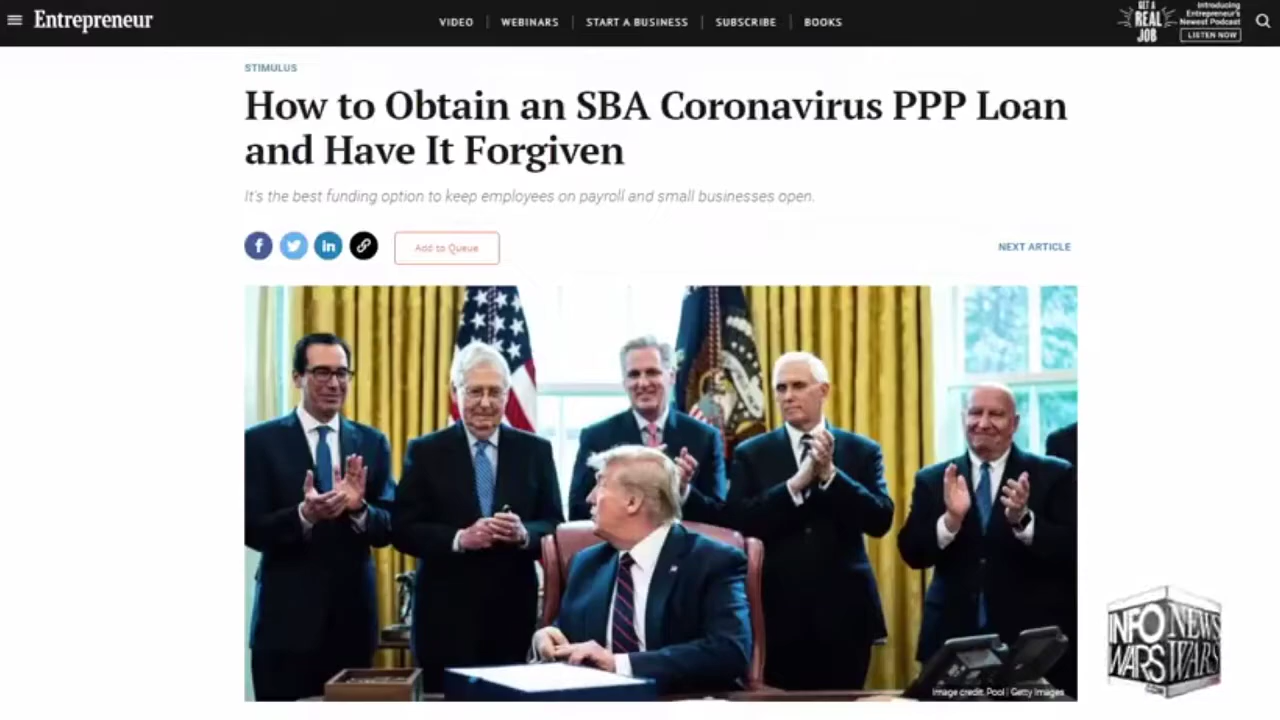 Entrepreneur
VIDEO
WEBINARS
START A BUSINESS
SUBSCRIBE
BOOKS
GET A
REAL
JOB
Introducing
Entrepreneur's
Newest Podcast
LISTEN NOW
STIMULUS
How to Obtain an SBA Coronavirus PPP Loan
and Have It Forgiven
It's the best funding option to keep employees on payroll and small businesses open.
f
in
Add to Queue
NEXT ARTICLE
Image credit: Pool | Getty Images
INFO
WARS
NEWS
WARS